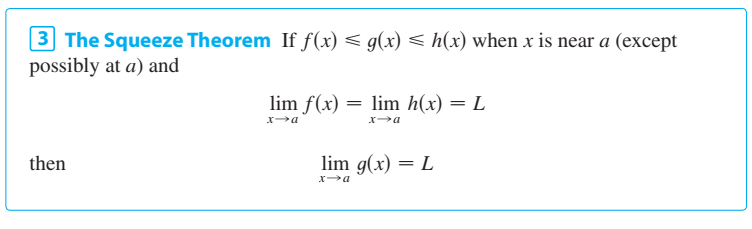 3 The Squeeze Theorem If f(x) ⩽ g(x) ⩽ h(x) when x is near a (except
possibly at a) and
lim f(x) = lim h(x) = L
x→a x→a
then lim g(x) = L
x→a